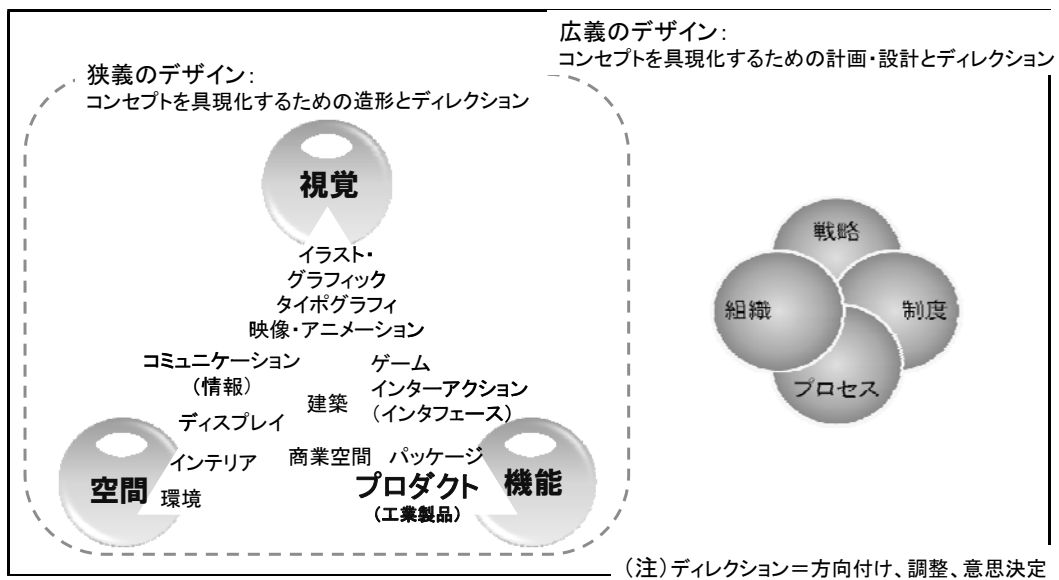 広義のデザイン:
コンセプトを具現化するための計画・設計とディレクション
狭義のデザイン:
コンセプトを具現化するための造形とディレクション
視覚
イラスト・
グラフィック
タイポグラフィ
映像・アニメーション
コミュニケーション
(情報)
ゲーム
インターアクション
(インタフェース)
建築
ディスプレイ
インテリア
商業空間
パッケージ
空間
環境
プロダクト
(工業製品)
機能
戦略
組織
制度
プロセス
(注)ディレクション=方向付け、調整、意思決定